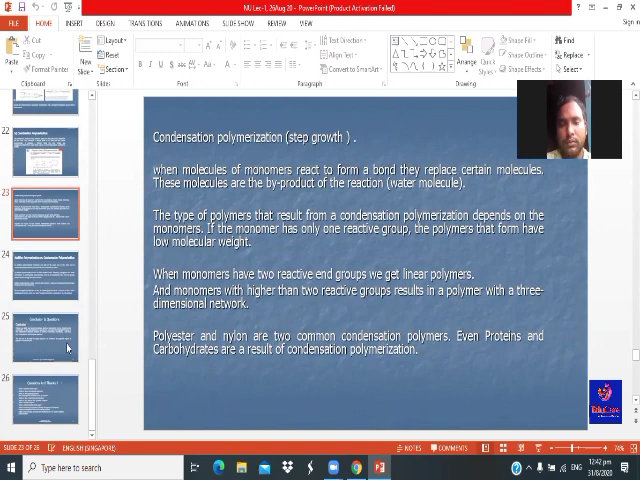 NU Lec-1, 26Aug 20 - PowerPoint (Product Activation Failed)
FILE HOME INSERT DESIGN TRANSITIONS ANIMATIONS SLIDE SHOW REVIEW VIEW Sign in
Cut
Copy
Format Painter
Paste
Clipboard
New
Slide
Layout
Reset
Section
Slides
Font
Text Direction
Align Text
Convert to SmartArt
Paragraph
Arrange
Quick
Styles
Shape Fill
Shape Outline
Shape Effects
Drawing
Find
Replace
Select
Editing
22
23
24
25
26
Condensation polymerization (step growth ) .
when molecules of monomers react to form a bond they replace certain molecules.
These molecules are the by-product of the reaction (water molecule).
The type of polymers that result from a condensation polymerization depends on the
monomers. If the monomer has only one reactive group, the polymers that form have
low molecular weight.
When monomers have two reactive end groups we get linear polymers.
And monomers with higher than two reactive groups results in a polymer with a three-
dimensional network.
Polyester and nylon are two common condensation polymers. Even Proteins and
Carbohydrates are a result of condensation polymerization.
SLIDE 23 OF 26 ENGLISH (SINGAPORE) NOTES COMMENTS 74%
Type here to search
ENG
12:42 pm
31/8/2020